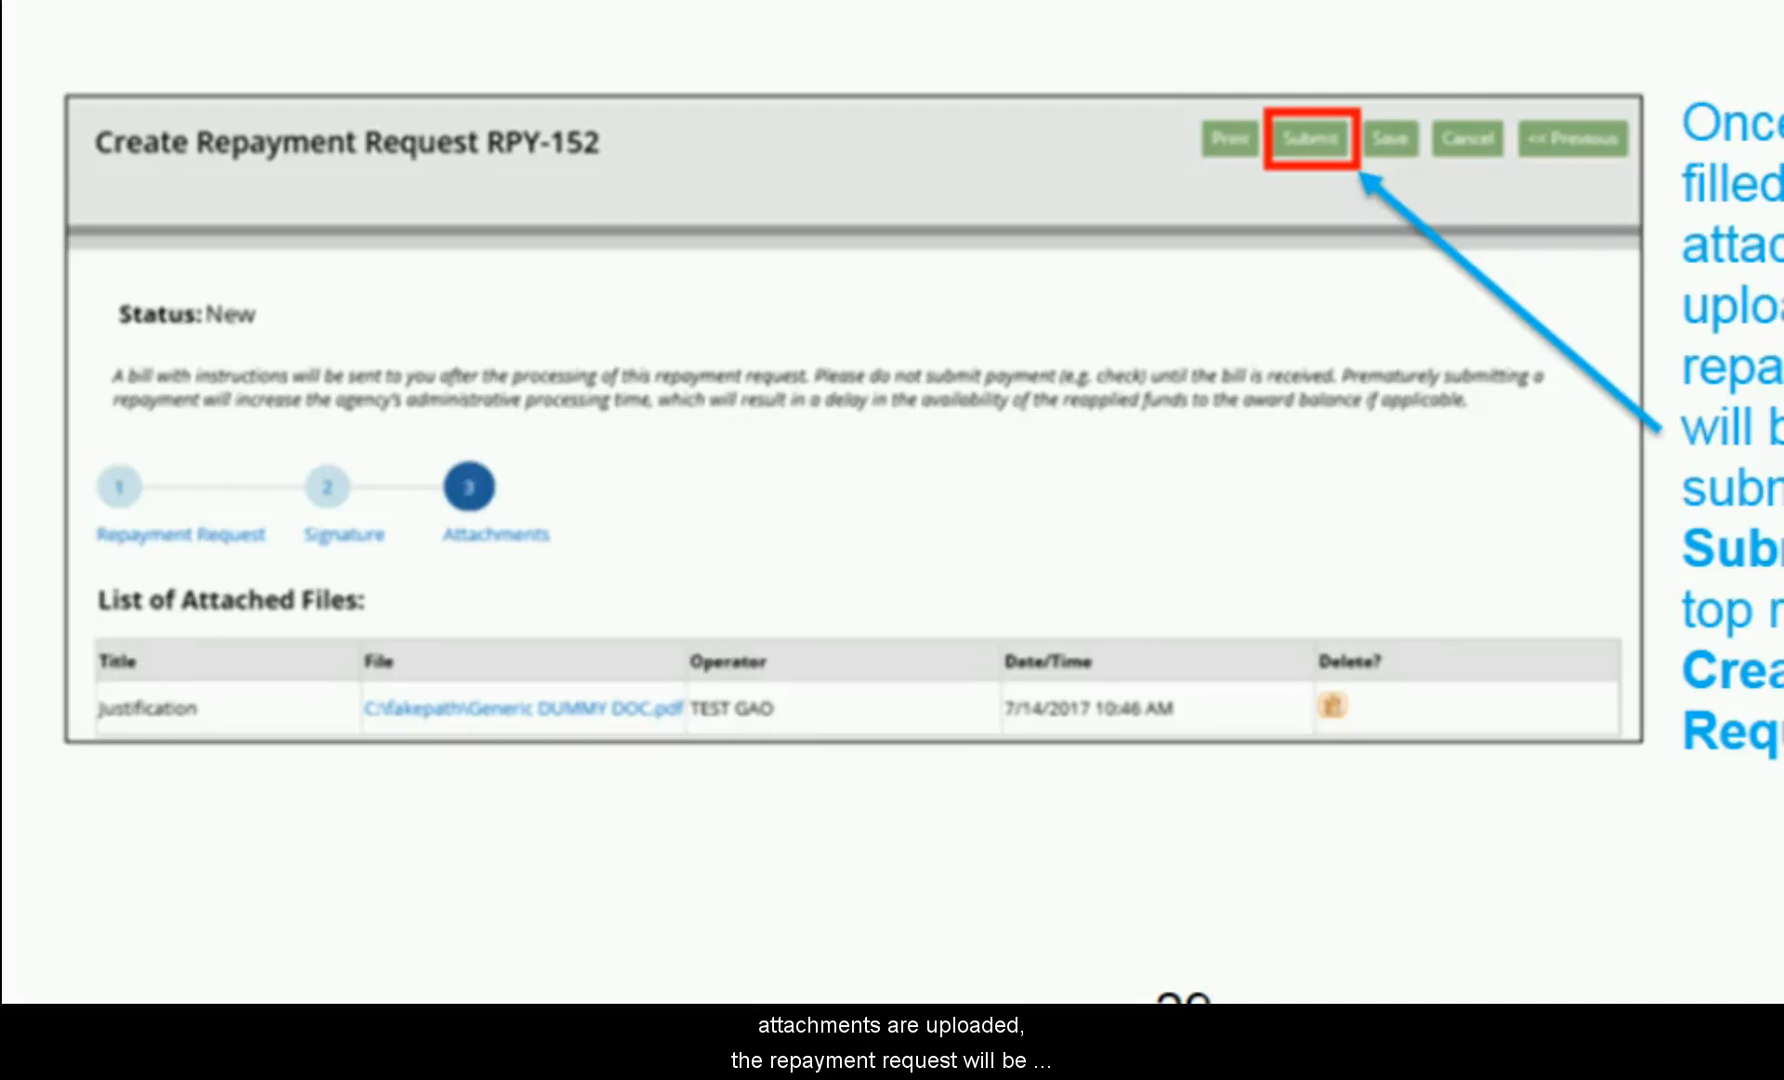 Create Repayment Request RPY-152
Print Submit Save Cancel << Previous
Status: New
A bill with instructions will be sent to you after the processing of this repayment request. Please do not submit payment (e.g. check) until the bill is received. Prematurely submitting a
repayment will increase the agency's administrative processing time, which will result in a delay in the availability of the reapplied funds to the award balance if applicable.
1 2 3
Repayment Request Signature Attachments
List of Attached Files:
Title File Operator Date/Time Delete?
Justification C:\fakepath\Generic DUMMY DOC.pdf TEST GAO 7/14/2017 10:46 AM
Once
filled
attac
uploa
repa
will b
subm
Subm
top r
Crea
Requ
attachments are uploaded,
the repayment request will be ...